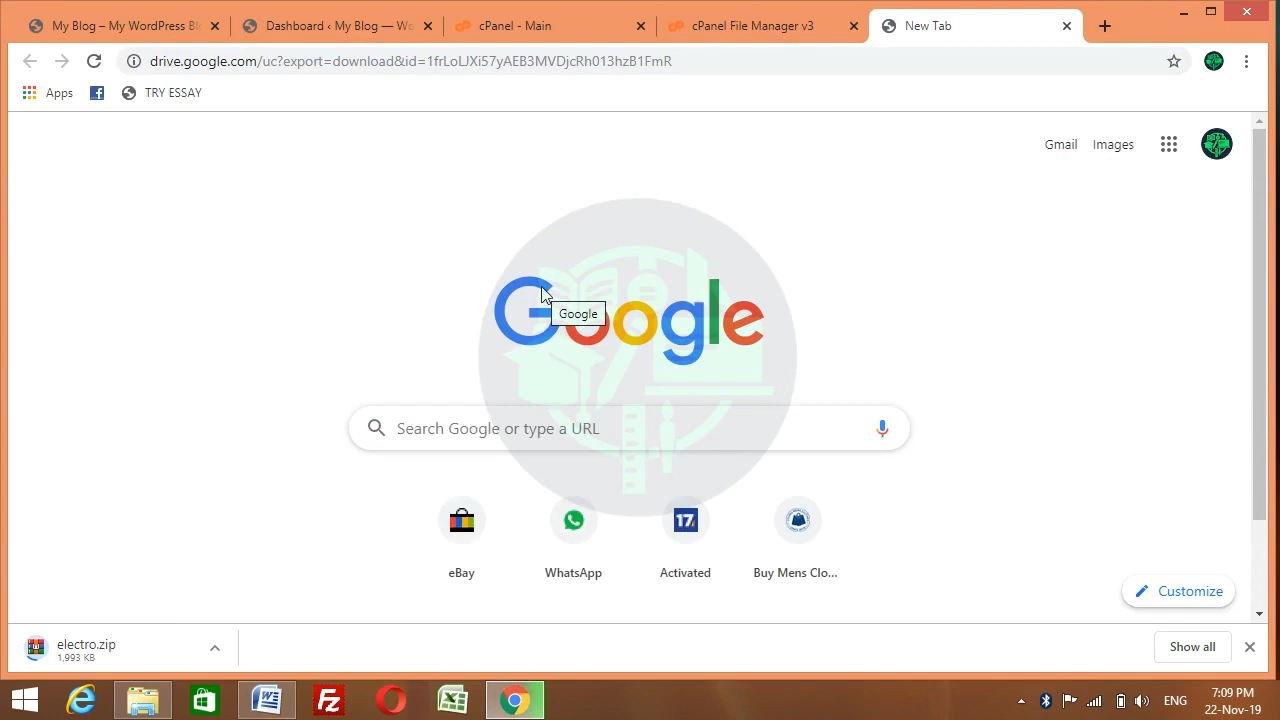 My Blog – My WordPress Bl
Dashboard ‹ My Blog — Wo
cPanel - Main
cPanel File Manager v3
New Tab
drive.google.com/uc?export=download&id=1frLoLJXi57yAEB3MVDjcRh013hzB1FmR
Apps
TRY ESSAY
Gmail
Images
Google
Google
Search Google or type a URL
17
eBay
WhatsApp
Activated
Buy Mens Clo...
Customize
electro.zip
1,993 KB
Show all
ENG
7:09 PM
22-Nov-19